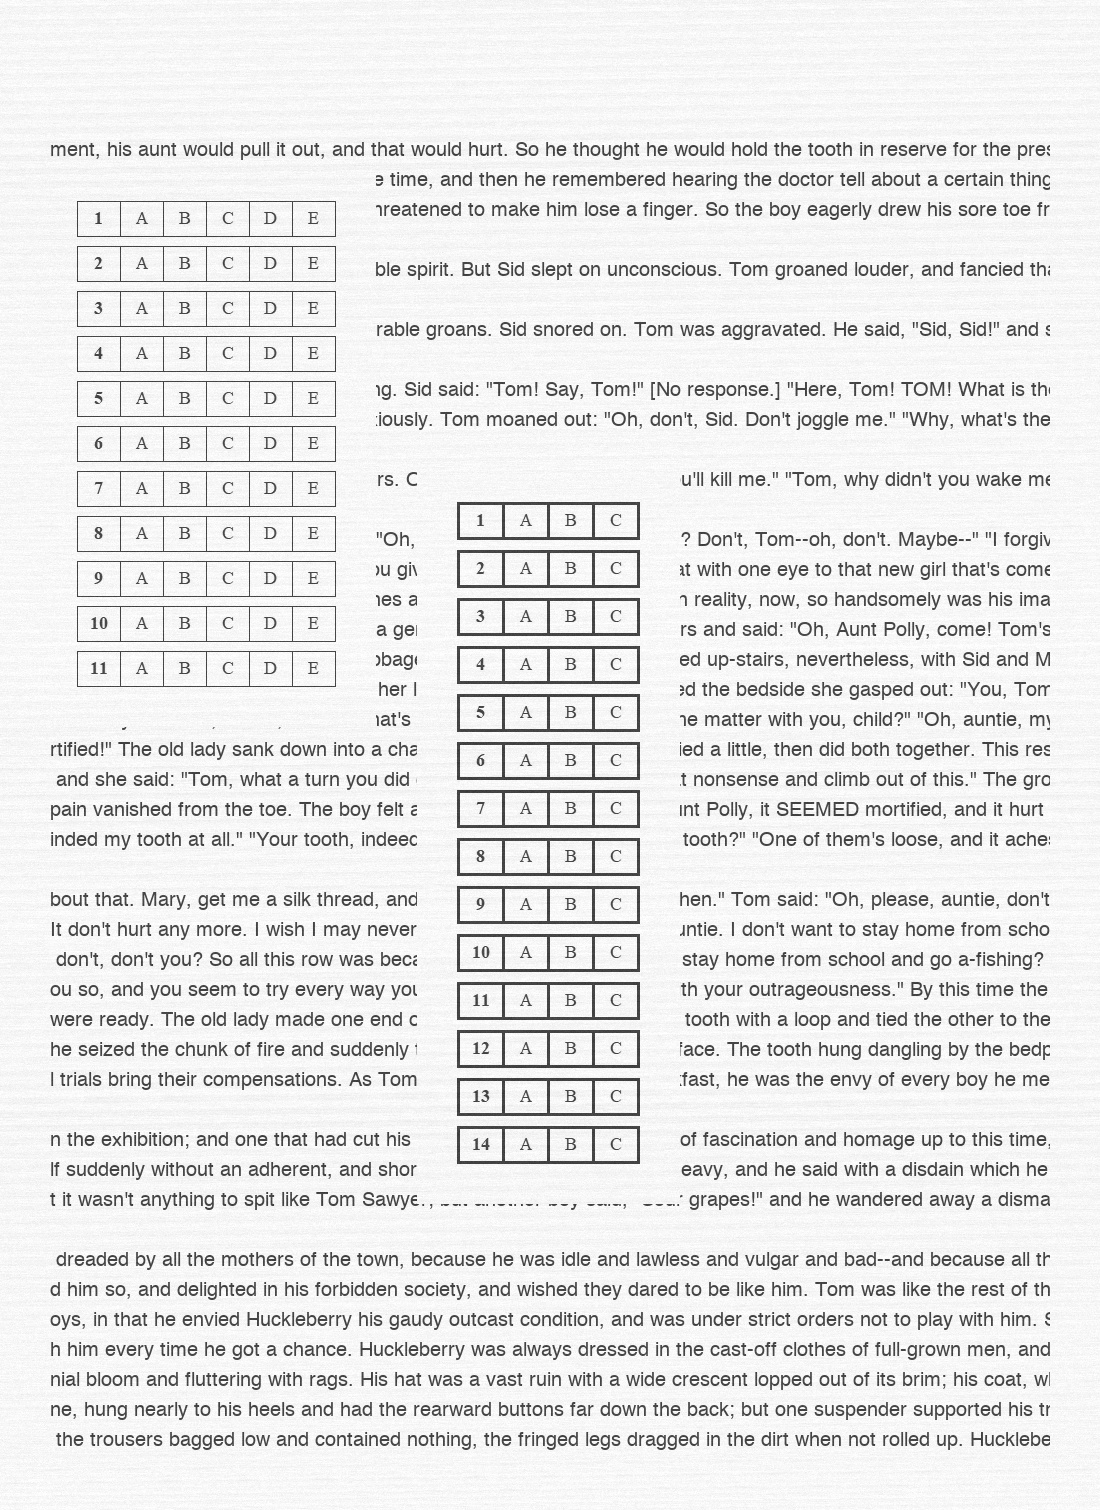 ment, his aunt would pull it out, and that would hurt. So he thought he would hold the tooth in reserve for the pres
time, and then he remembered hearing the doctor tell about a certain thing
hreatened to make him lose a finger. So the boy eagerly drew his sore toe fr
ble spirit. But Sid slept on unconscious. Tom groaned louder, and fancied tha
rable groans. Sid snored on. Tom was aggravated. He said, "Sid, Sid!" and s
ng. Sid said: "Tom! Say, Tom!" [No response.] "Here, Tom! TOM! What is the
iously. Tom moaned out: "Oh, don't, Sid. Don't joggle me." "Why, what's the
1 A B C D E
2 A B C D E
3 A B C D E
4 A B C D E
5 A B C D E
6 A B C D E
7 A B C D E
8 A B C D E
9 A B C D E
10 A B C D E
11 A B C D E
rs. C u'll kill me." "Tom, why didn't you wake me
"Oh, ? Don't, Tom--oh, don't. Maybe--" "I forgiv
ou giv at with one eye to that new girl that's come
nes a n reality, now, so handsomely was his ima
a ger rs and said: "Oh, Aunt Polly, come! Tom's
bbage ed up-stairs, nevertheless, with Sid and M
her l ed the bedside she gasped out: "You, Tom
hat's he matter with you, child?" "Oh, auntie, my
rtified!" The old lady sank down into a cha ied a little, then did both together. This res
and she said: "Tom, what a turn you did t nonsense and climb out of this." The gro
pain vanished from the toe. The boy felt a unt Polly, it SEEMED mortified, and it hurt
inded my tooth at all." "Your tooth, indeed tooth?" "One of them's loose, and it aches
bout that. Mary, get me a silk thread, and hen." Tom said: "Oh, please, auntie, don't
It don't hurt any more. I wish I may never untie. I don't want to stay home from scho
don't, don't you? So all this row was beca stay home from school and go a-fishing?
ou so, and you seem to try every way you th your outrageousness." By this time the
were ready. The old lady made one end o tooth with a loop and tied the other to the
he seized the chunk of fire and suddenly t face. The tooth hung dangling by the bedp
l trials bring their compensations. As Tom kfast, he was the envy of every boy he me
n the exhibition; and one that had cut his of fascination and homage up to this time,
lf suddenly without an adherent, and shor eavy, and he said with a disdain which he
1 A B C
2 A B C
3 A B C
4 A B C
5 A B C
6 A B C
7 A B C
8 A B C
9 A B C
10 A B C
11 A B C
12 A B C
13 A B C
14 A B C
t it wasn't anything to spit like Tom Sawyer, but another boy said, "Sour grapes!" and he wandered away a disma
dreaded by all the mothers of the town, because he was idle and lawless and vulgar and bad--and because all th
d him so, and delighted in his forbidden society, and wished they dared to be like him. Tom was like the rest of th
oys, in that he envied Huckleberry his gaudy outcast condition, and was under strict orders not to play with him. S
h him every time he got a chance. Huckleberry was always dressed in the cast-off clothes of full-grown men, and
nial bloom and fluttering with rags. His hat was a vast ruin with a wide crescent lopped out of its brim; his coat, wh
ne, hung nearly to his heels and had the rearward buttons far down the back; but one suspender supported his tr
the trousers bagged low and contained nothing, the fringed legs dragged in the dirt when not rolled up. Hucklebe